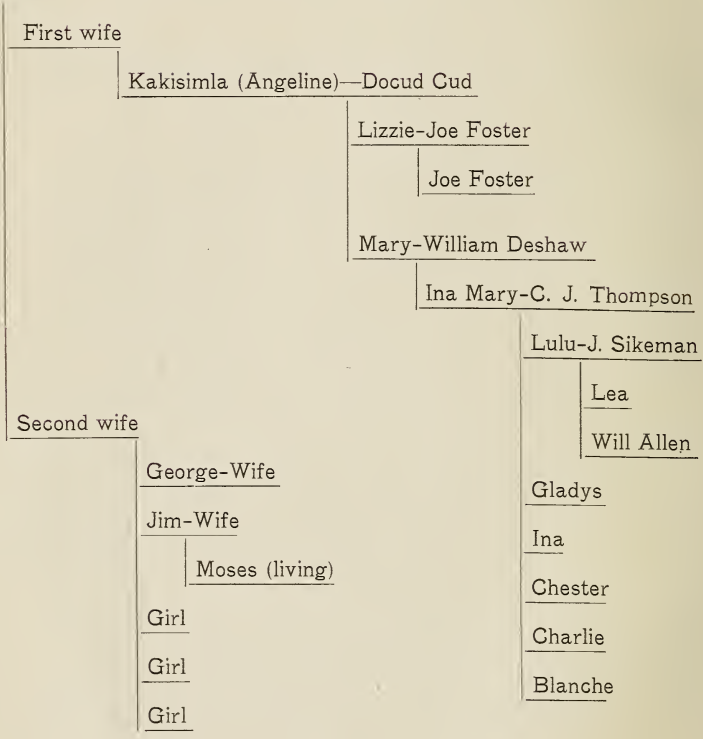 First wife
Kakisimla (Angeline)—Docud Cud
Lizzie-Joe Foster
Joe Foster
Mary-William Deshaw
Ina Mary-C. J. Thompson
Lulu-J. Sikeman
Lea
Will Allen
Second wife
George-Wife
Jim-Wife
Moses (living)
Girl
Girl
Girl
Gladys
Ina
Chester
Charlie
Blanche